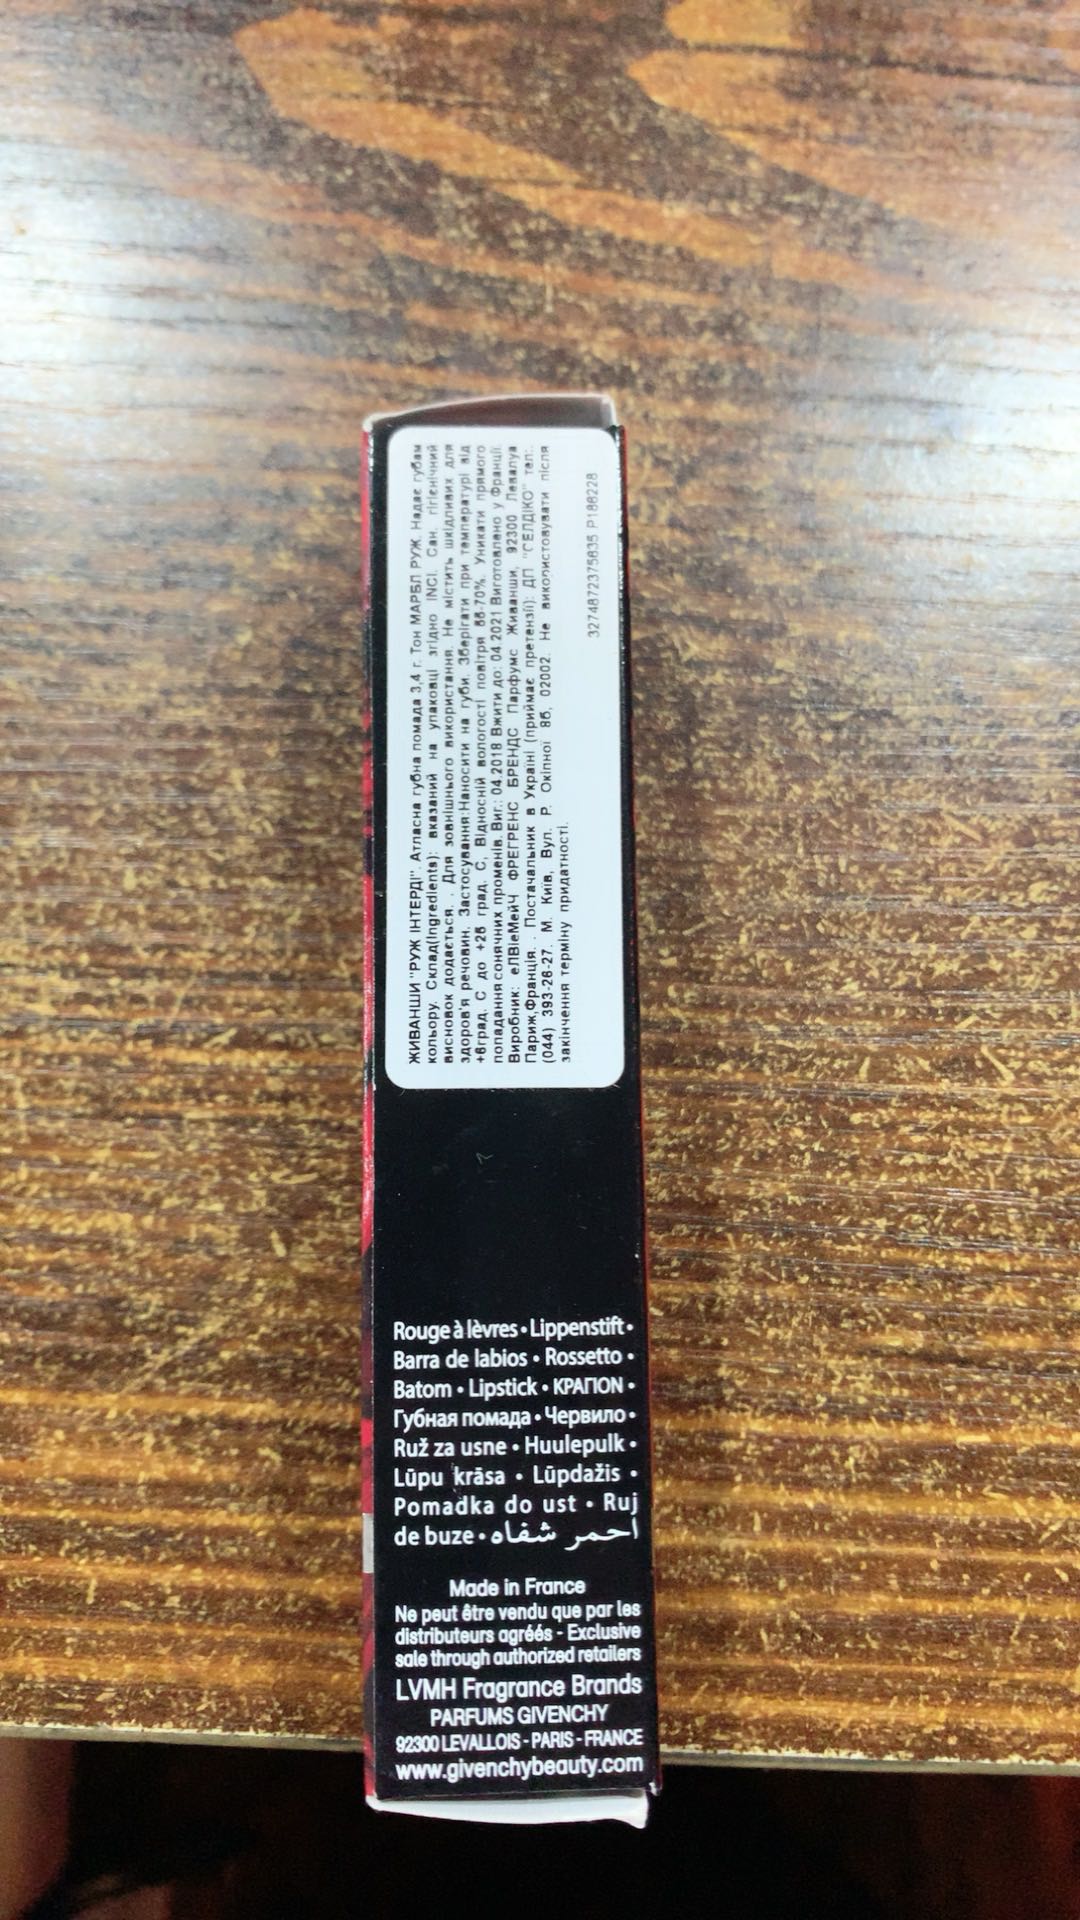 ЖИВАНШИ "РУЖ ІНТЕРДІ". Атласна губна помада 3,4 г. Тон МАРБЛ РУЖ. Надає губам
кольору. Склад(Ingredients): вказаний на упаковці згідно INCI. Сан. гігієнічний
висновок додається. . Для зовнішнього використання. Не містить шкідливих для
здоров'я речовин. Застосування:Наносити на губи. Зберігати при температурі від
+6град. С до +25 град. С, Відносній вологості повітря 65-70%. Уникати прямого
попадання сонячних променів. Виг.: 04.2018 Вжити до: 04.2021 Виготовлено у Франції.
Виробник: еЛВіеМейЧ ФРЕГРЕНС БРЕНДС Парфумс Живанши, 92300 Левалуа
Париж,Франція. . Постачальник в Україні (приймає претензії): ДП "СЕЛДІКО" тел.:
(044) 393-26-27. М. Київ, Вул. Р. Окіпної 8б, 02002. Не використовувати після
закінчення терміну придатності.
3274872375635 P186228
Rouge à lèvres • Lippenstift •
Barra de labios • Rossetto •
Batom • Lipstick • ΚΡΑΓΙΟΝ •
Губная помада • Червило •
Ruž za usne • Huulepulk •
Lūpu krāsa • Lūpdažis •
Pomadka do ust • Ruj
de buze • احمر شفاه
Made in France
Ne peut être vendu que par les
distributeurs agréés - Exclusive
sale through authorized retailers
LVMH Fragrance Brands
PARFUMS GIVENCHY
92300 LEVALLOIS - PARIS - FRANCE
www.givenchybeauty.com